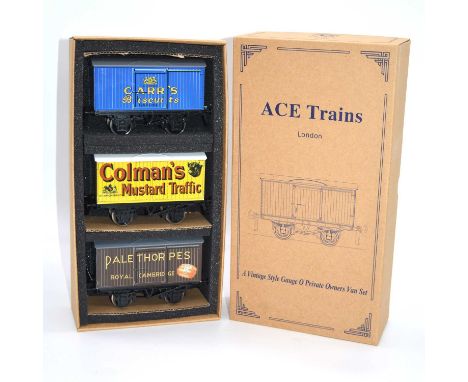 CARR'S
Biscuits
Colman's
Mustard Traffic
PALETHORPES
ROYAL CAMBRIDGE
ACE Trains
London
A Vintage Style Gauge O Private Owners Van Set